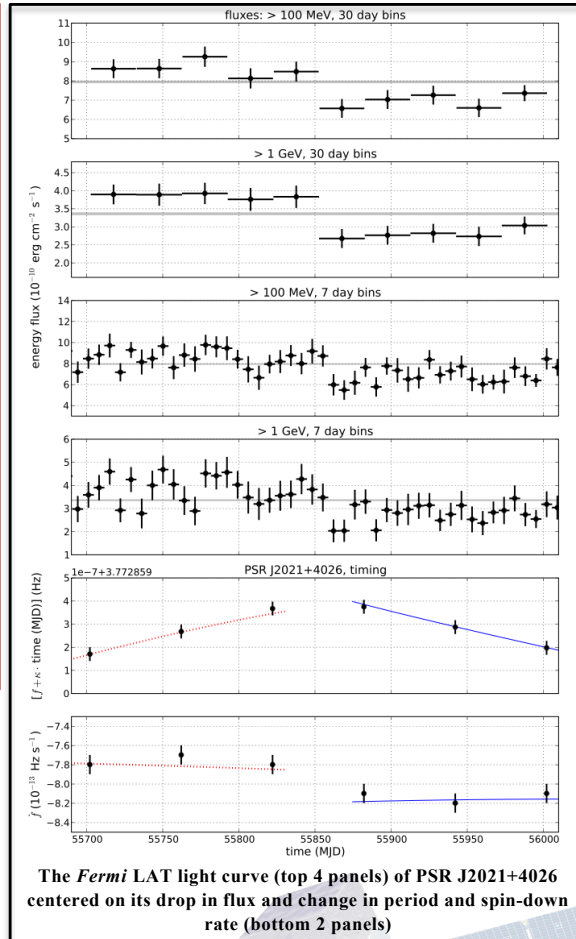 fluxes: > 100 MeV, 30 day bins
11
10
9
8
7
6
5
> 1 GeV, 30 day bins
4.5
4.0
3.5
3.0
2.5
2.0
energy flux (10⁻¹⁰ erg cm⁻² s⁻¹)
> 100 MeV, 7 day bins
14
12
10
8
6
4
> 1 GeV, 7 day bins
6
5
4
3
2
1
1e-7+3.772859
PSR J2021+4026, timing
5
4
3
2
1
0
[f+κ· time (MJD)] (Hz)
−7.4
−7.6
−7.8
−8.0
−8.2
−8.4
ḟ (10⁻¹³ Hz s⁻¹)
55700 55750 55800 55850 55900 55950 56000
time (MJD)
The Fermi LAT light curve (top 4 panels) of PSR J2021+4026
centered on its drop in flux and change in period and spin-down
rate (bottom 2 panels)